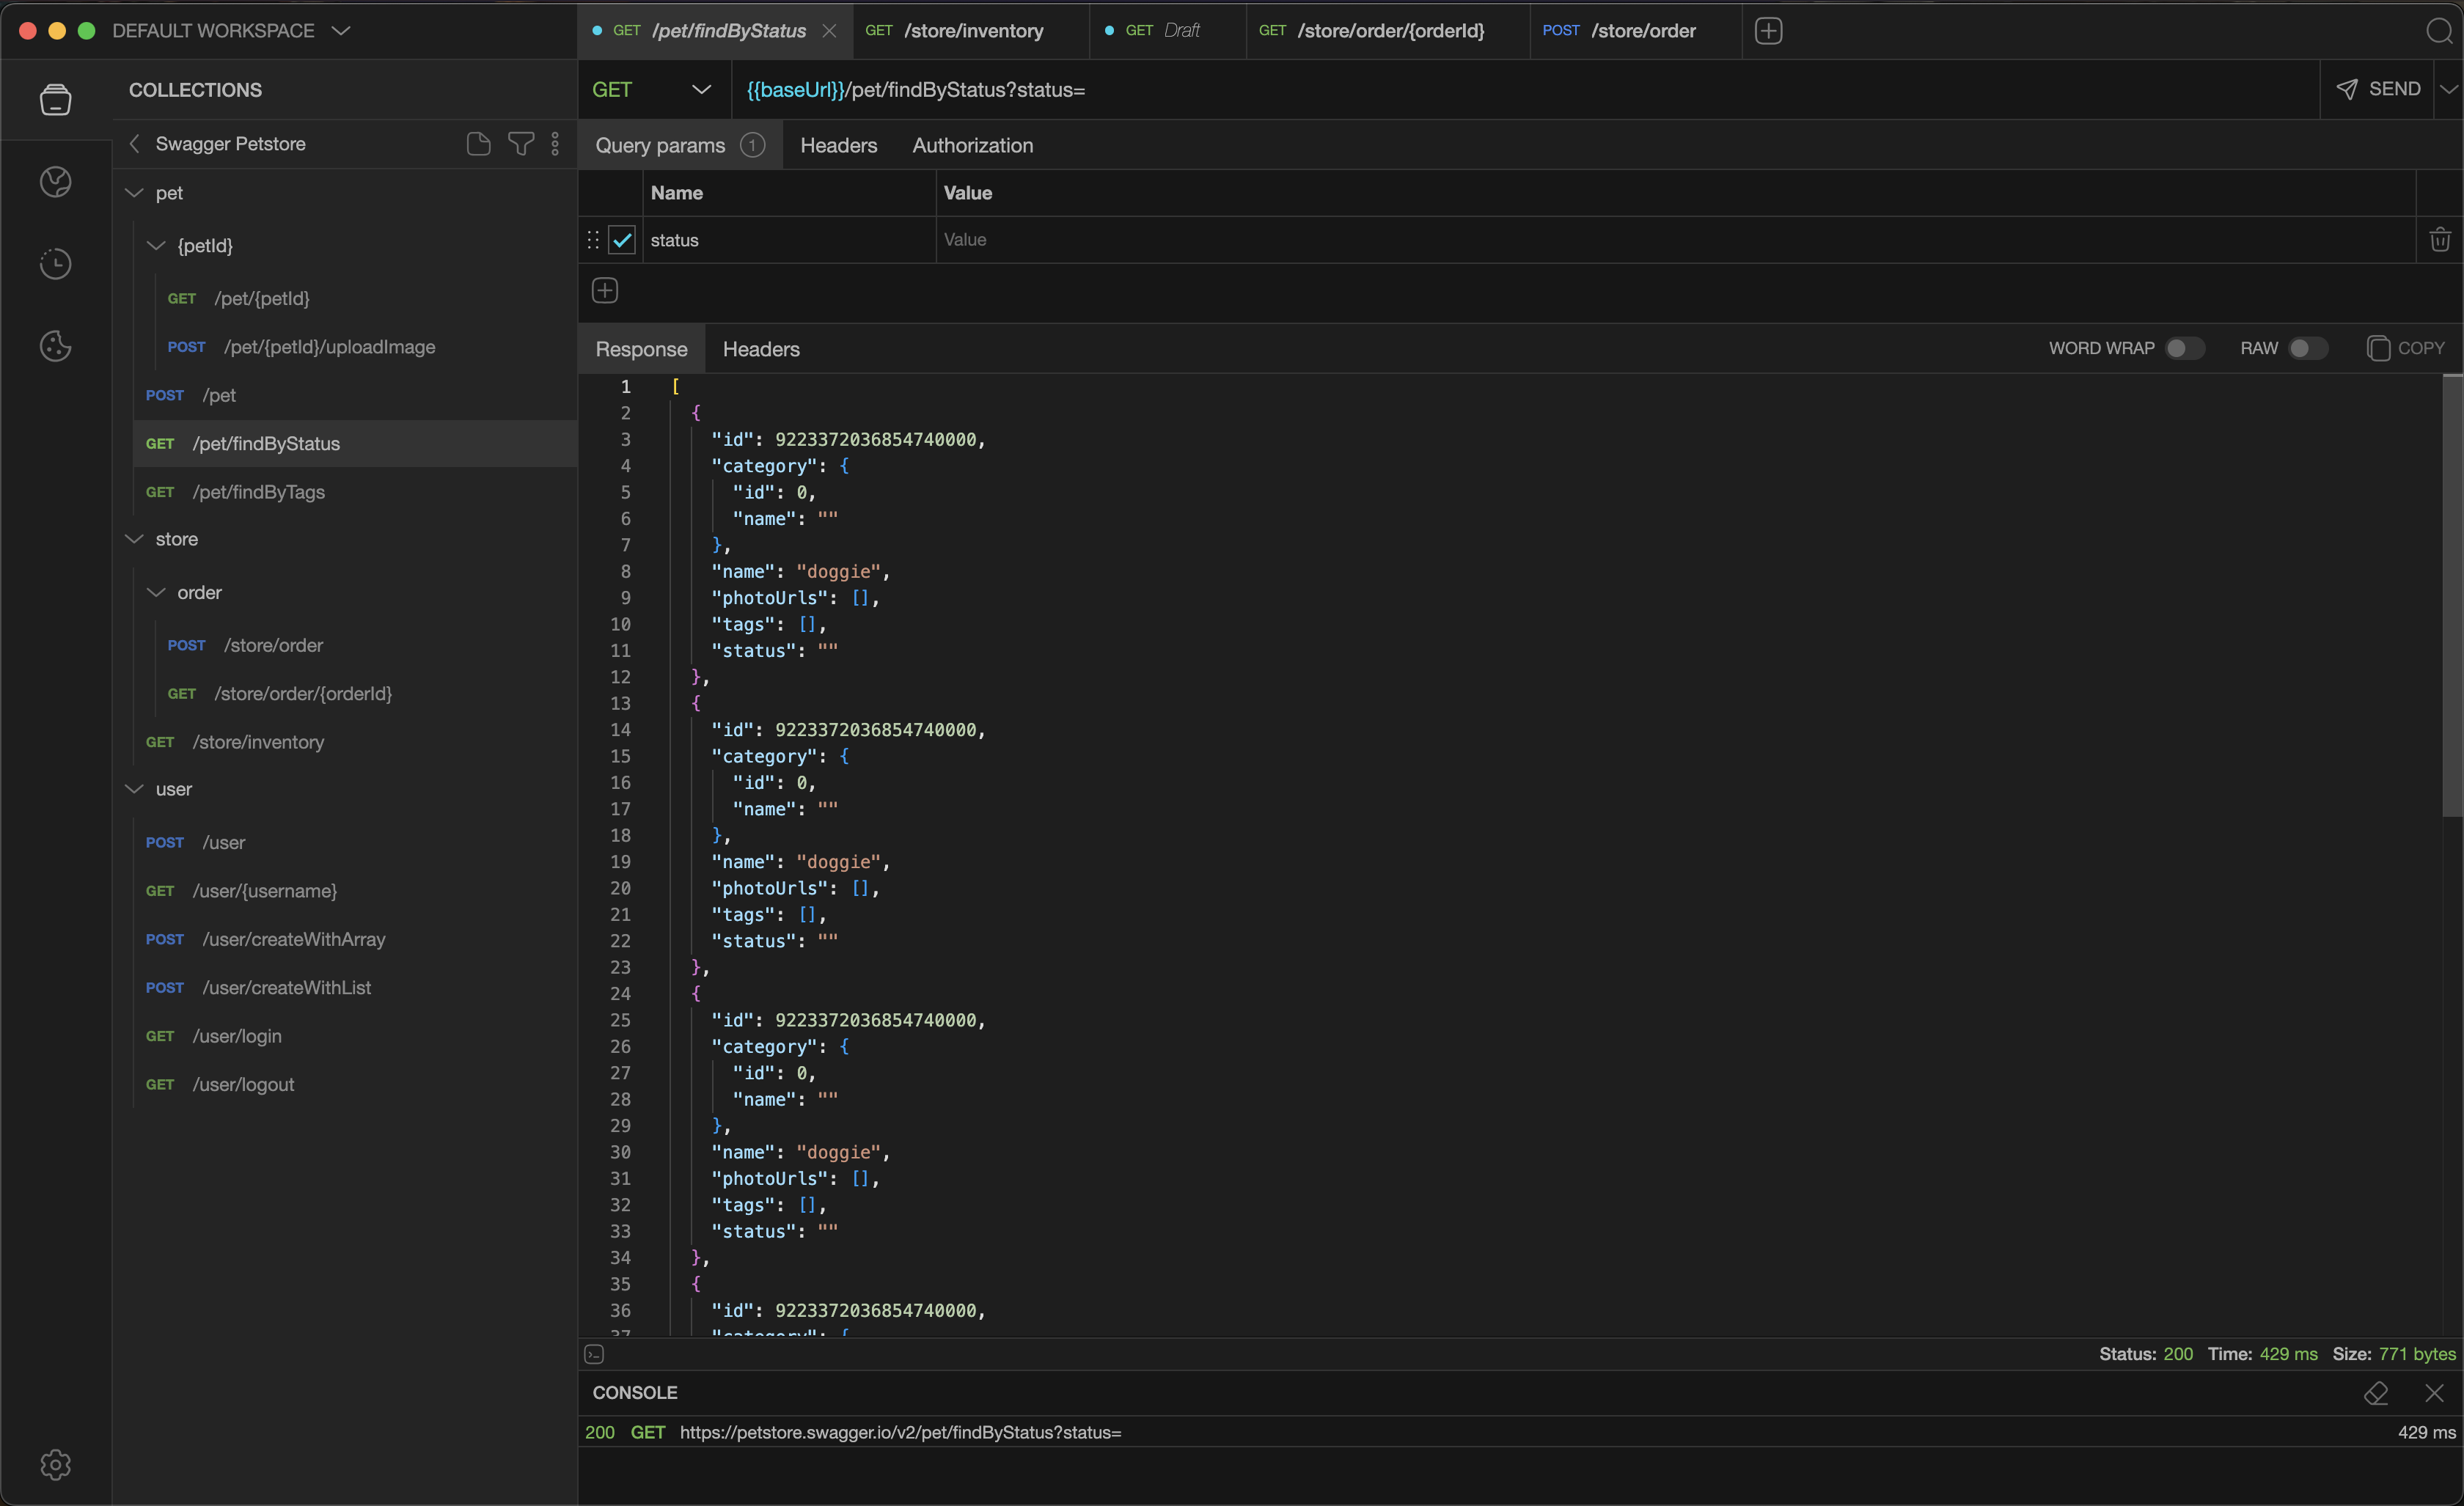 DEFAULT WORKSPACE
GET /pet/findByStatus
GET /store/inventory
GET Draft
GET /store/order/{orderId}
POST /store/order
COLLECTIONS
GET
{{baseUrl}}/pet/findByStatus?status=
SEND
Swagger Petstore
pet
{petId}
GET /pet/{petId}
POST /pet/{petId}/uploadImage
POST /pet
GET /pet/findByStatus
GET /pet/findByTags
store
order
POST /store/order
GET /store/order/{orderId}
GET /store/inventory
user
POST /user
GET /user/{username}
POST /user/createWithArray
POST /user/createWithList
GET /user/login
GET /user/logout
Query params 1 Headers Authorization
Name Value
status Value
Response Headers
WORD WRAP RAW COPY
1 [
2 {
3 "id": 9223372036854740000,
4 "category": {
5 "id": 0,
6 "name": ""
7 },
8 "name": "doggie",
9 "photoUrls": [],
10 "tags": [],
11 "status": ""
12 },
13 {
14 "id": 9223372036854740000,
15 "category": {
16 "id": 0,
17 "name": ""
18 },
19 "name": "doggie",
20 "photoUrls": [],
21 "tags": [],
22 "status": ""
23 },
24 {
25 "id": 9223372036854740000,
26 "category": {
27 "id": 0,
28 "name": ""
29 },
30 "name": "doggie",
31 "photoUrls": [],
32 "tags": [],
33 "status": ""
34 },
35 {
36 "id": 9223372036854740000,
37 "category": {
Status: 200 Time: 429 ms Size: 771 bytes
CONSOLE
200 GET https://petstore.swagger.io/v2/pet/findByStatus?status=
429 ms